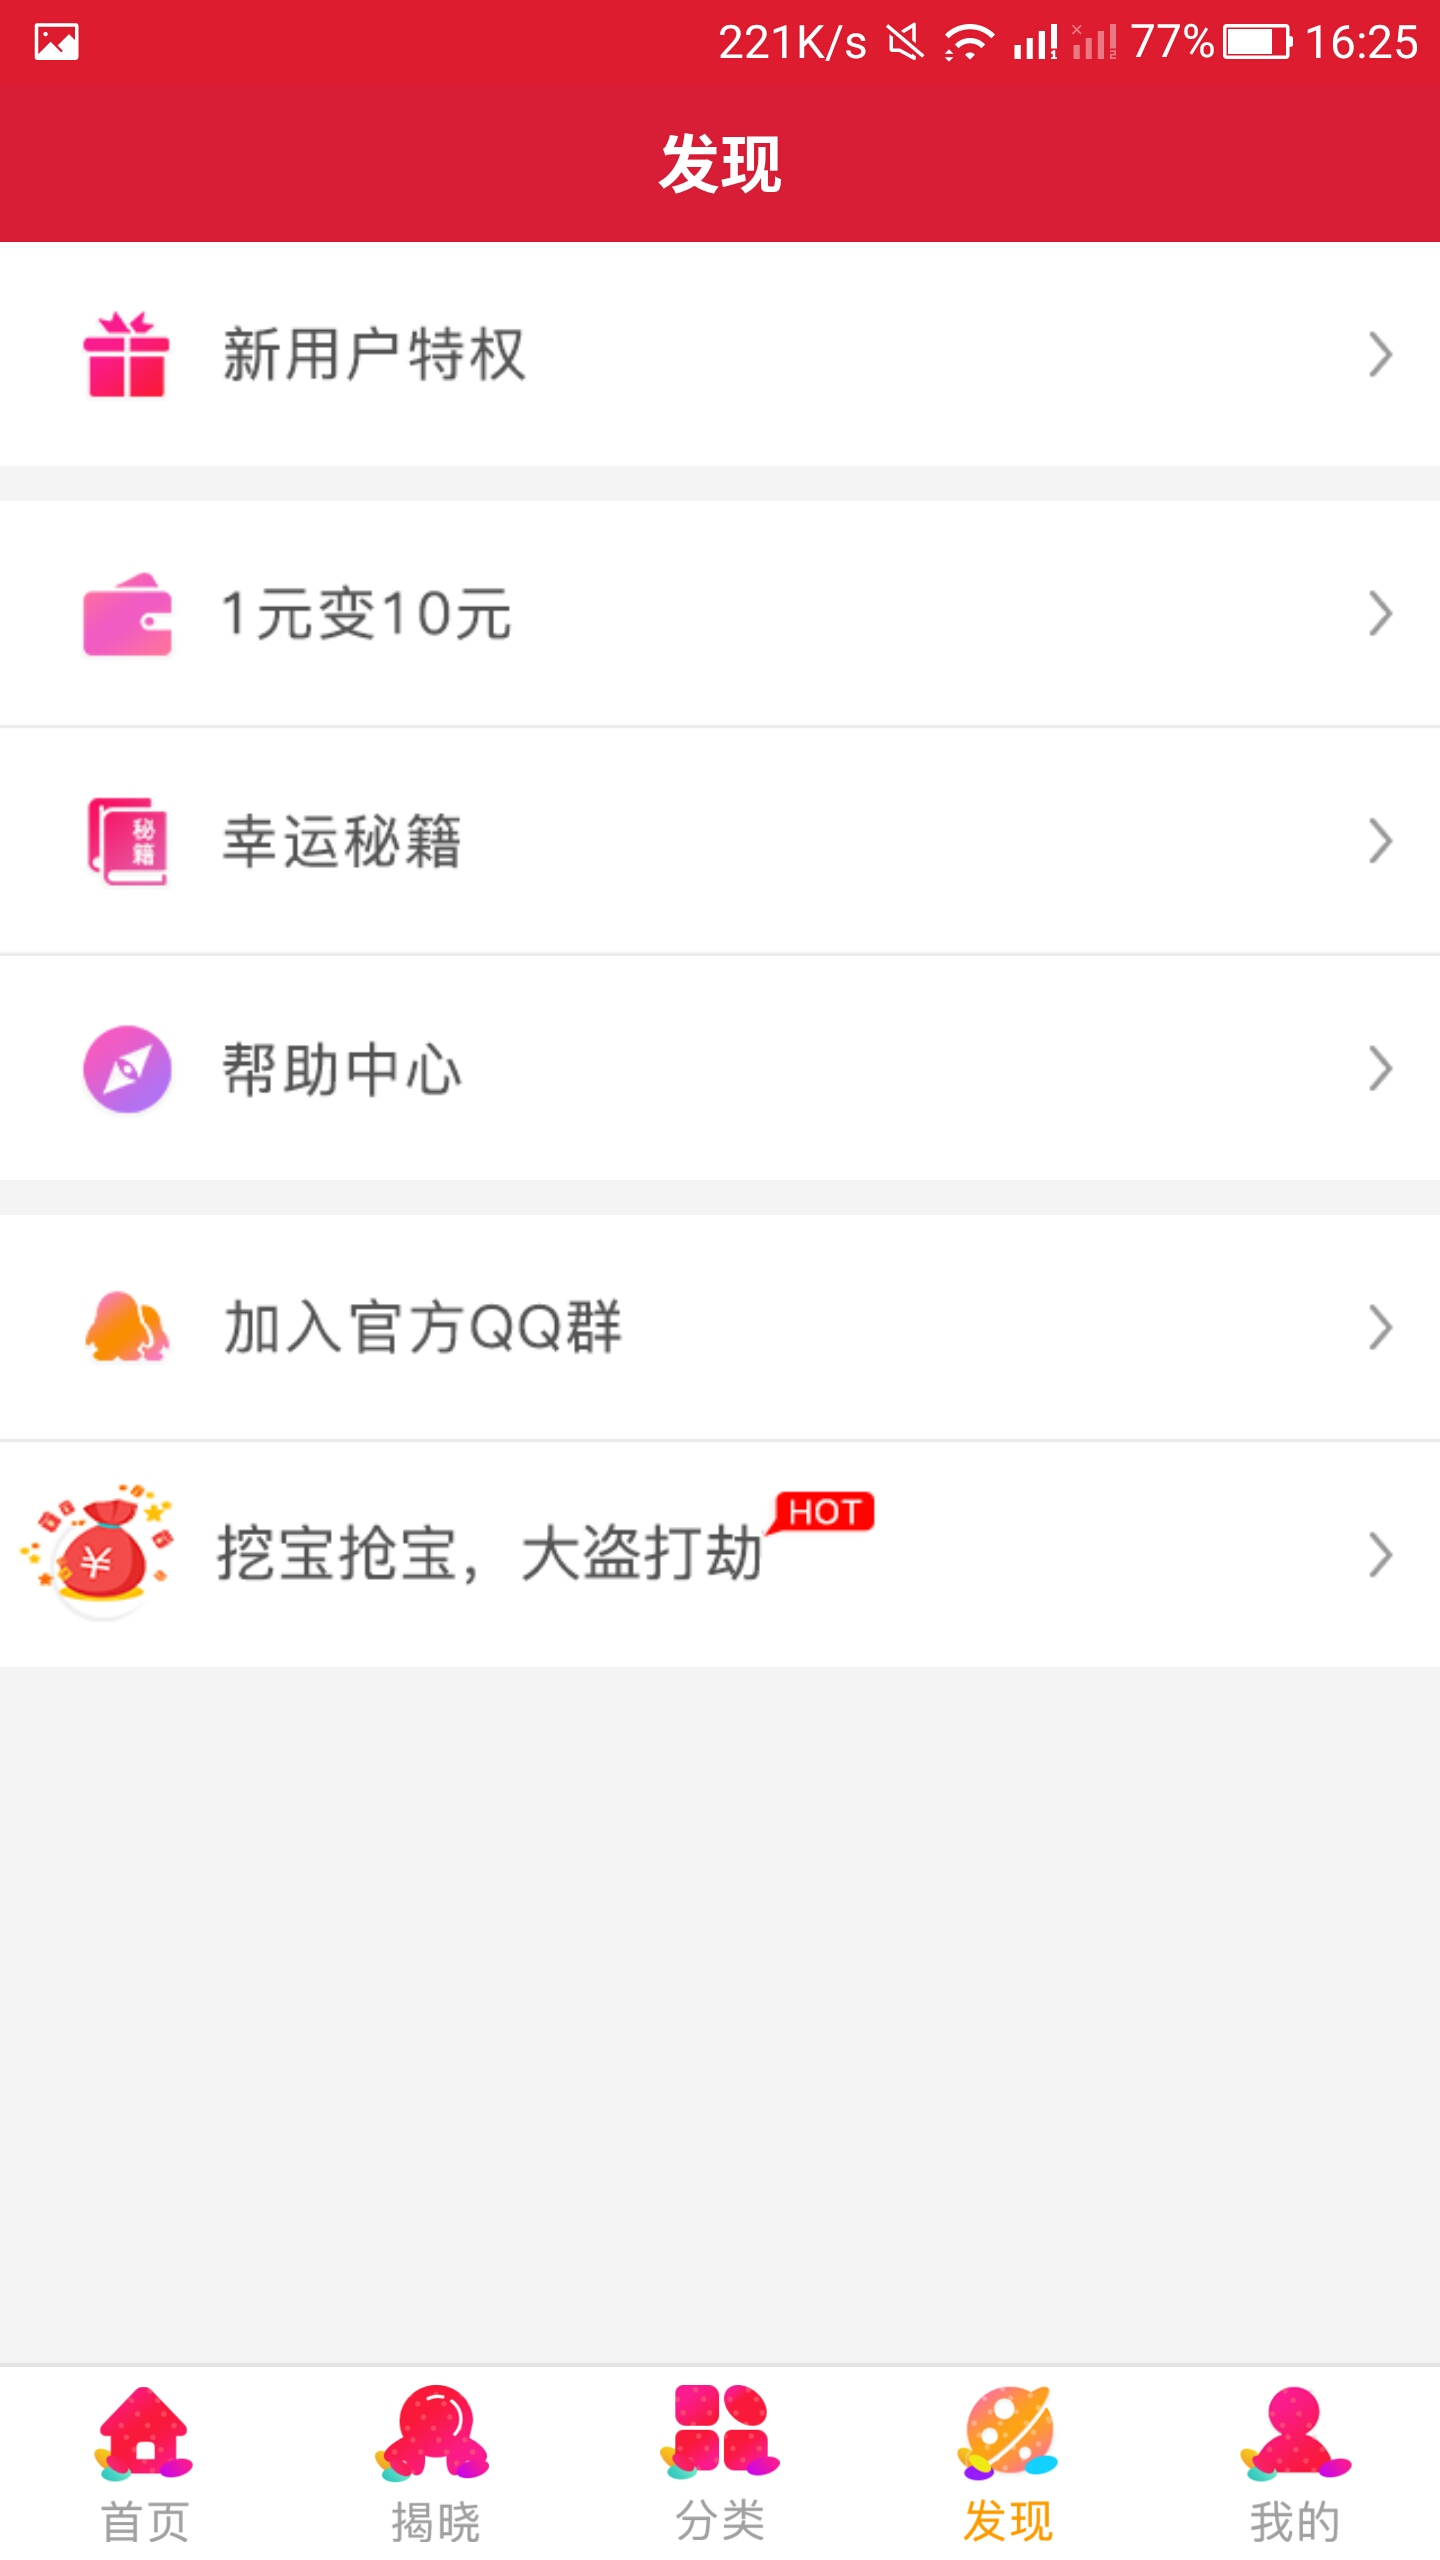 221K/s 77% 16:25
发现
新用户特权
1元变10元
秘籍
幸运秘籍
帮助中心
加入官方QQ群
挖宝抢宝，大盗打劫 HOT
首页 揭晓 分类 发现 我的